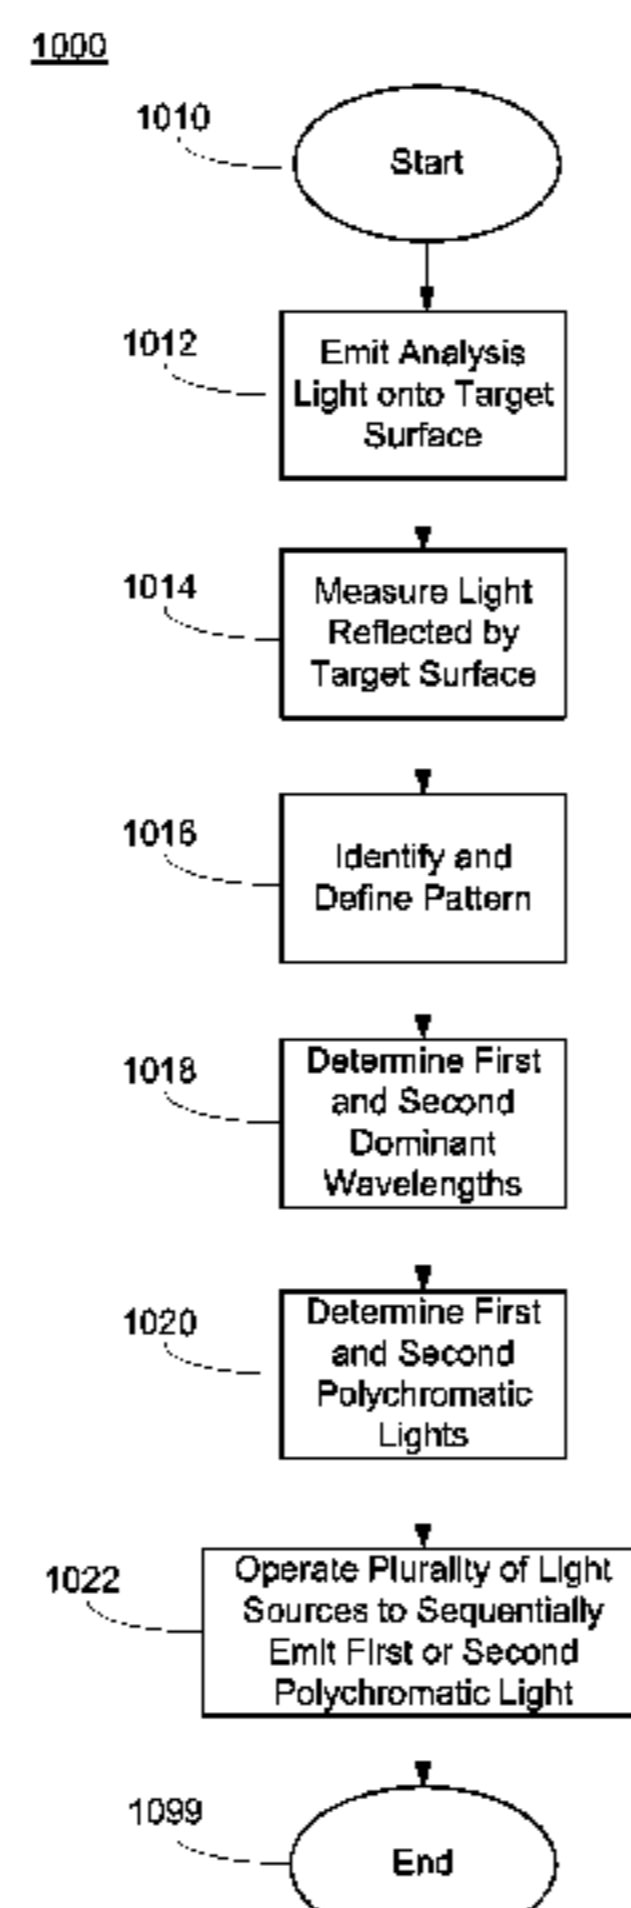 1000
1010
Start
1012
Emit Analysis
Light onto Target
Surface
1014
Measure Light
Reflected by
Target Surface
1016
Identify and
Define Pattern
1018
Determine First
and Second
Dominant
Wavelengths
1020
Determine First
and Second
Polychromatic
Lights
1022
Operate Plurality of Light
Sources to Sequentially
Emit First or Second
Polychromatic Light
1099
End